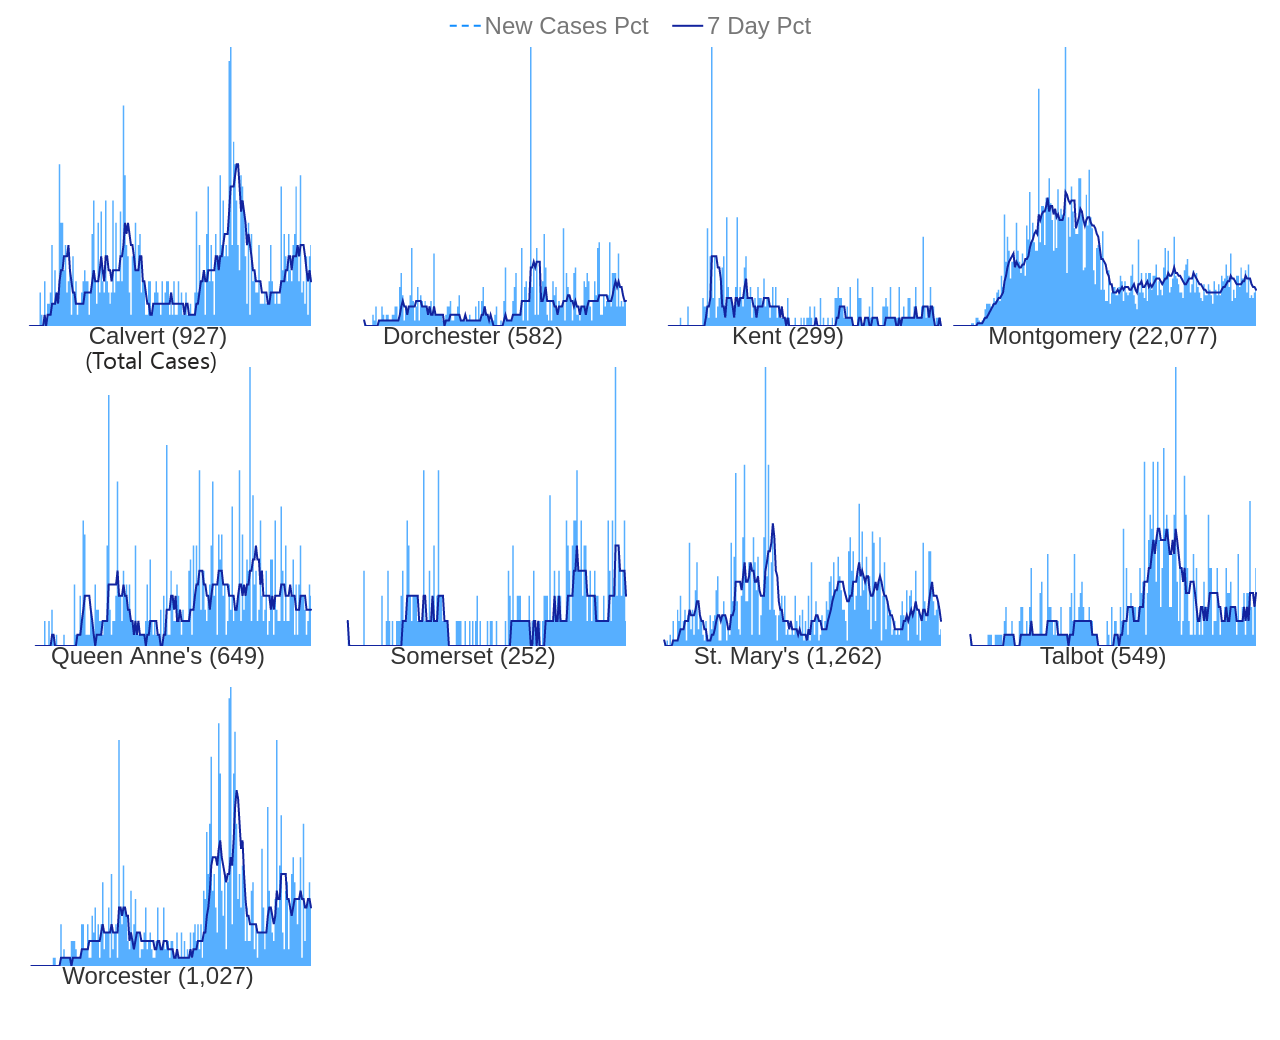 New Cases Pct 7 Day Pct
Calvert (927) Dorchester (582) Kent (299) Montgomery (22,077)
(Total Cases)
Queen Anne's (649) Somerset (252) St. Mary's (1,262) Talbot (549)
Worcester (1,027)